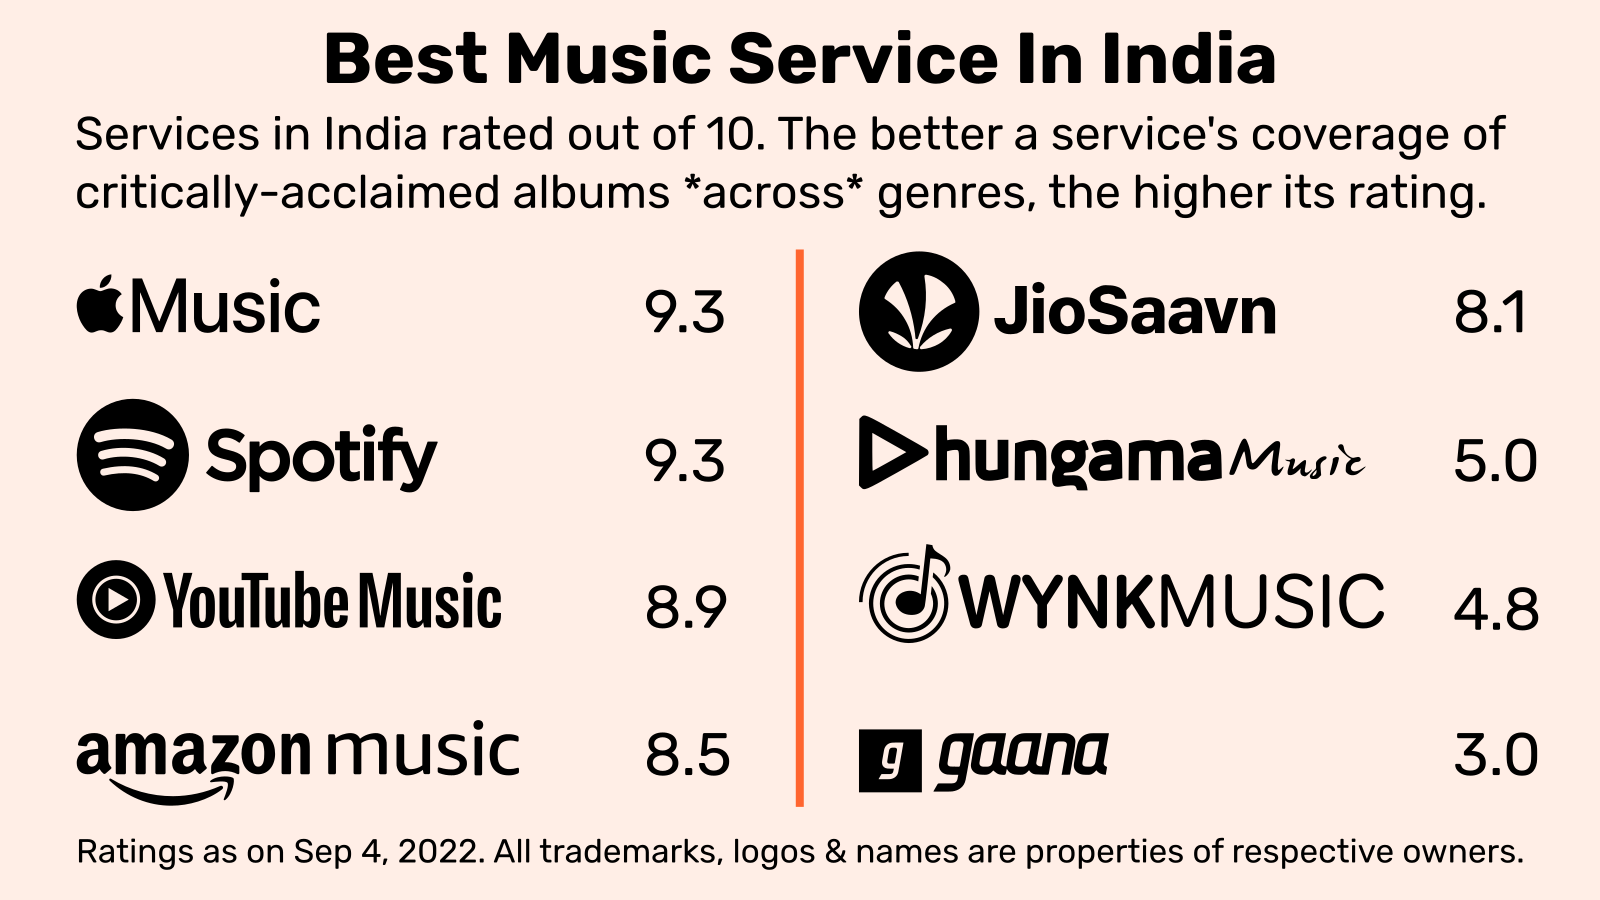 Best Music Service In India
Services in India rated out of 10. The better a service's coverage of
critically-acclaimed albums *across* genres, the higher its rating.
Music 9.3
Spotify 9.3
YouTube Music 8.9
amazon music 8.5
JioSaavn 8.1
hungama Music 5.0
WYNK MUSIC 4.8
g gaana 3.0
Ratings as on Sep 4, 2022. All trademarks, logos & names are properties of respective owners.